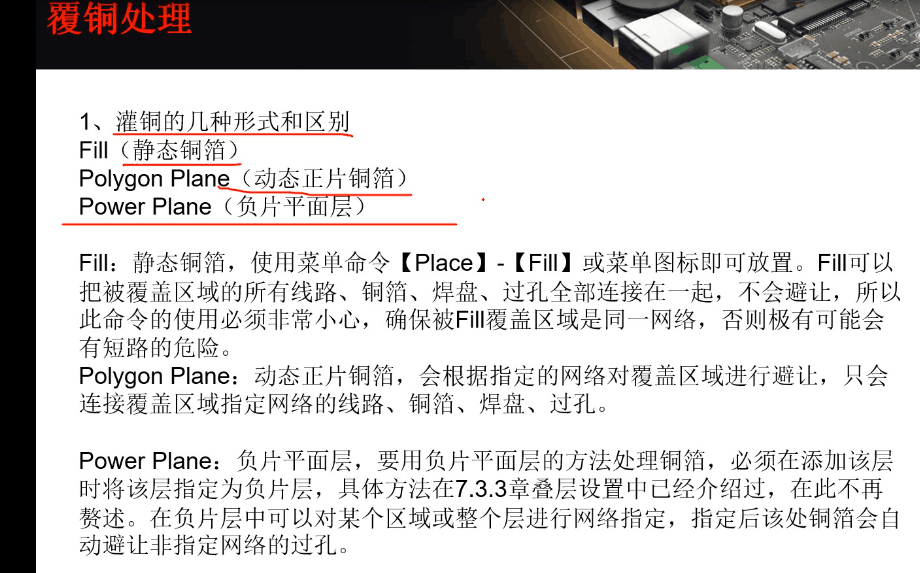 覆铜处理
1、灌铜的几种形式和区别
Fill（静态铜箔）
Polygon Plane（动态正片铜箔）
Power Plane（负片平面层）
Fill：静态铜箔，使用菜单命令【Place】-【Fill】或菜单图标即可放置。Fill可以
把被覆盖区域的所有线路、铜箔、焊盘、过孔全部连接在一起，不会避让，所以
此命令的使用必须非常小心，确保被Fill覆盖区域是同一网络，否则极有可能会
有短路的危险。
Polygon Plane：动态正片铜箔，会根据指定的网络对覆盖区域进行避让，只会
连接覆盖区域指定网络的线路、铜箔、焊盘、过孔。
Power Plane：负片平面层，要用负片平面层的方法处理铜箔，必须在添加该层
时将该层指定为负片层，具体方法在7.3.3章叠层设置中已经介绍过，在此不再
赘述。在负片层中可以对某个区域或整个层进行网络指定，指定后该处铜箔会自
动避让非指定网络的过孔。